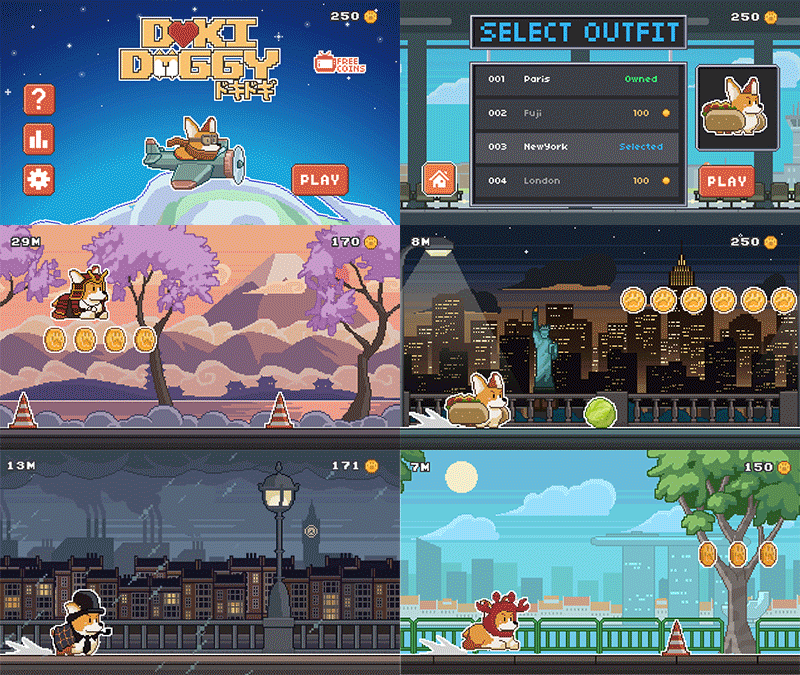 250
DOKI
DOGGY
ドキドギ
FREE
COINS
?
PLAY
250
SELECT OUTFIT
001 Paris Owned
002 Fuji 100
003 NewYork Selected
004 London 100
PLAY
29M 170
8M 250
13M 171
7M 150